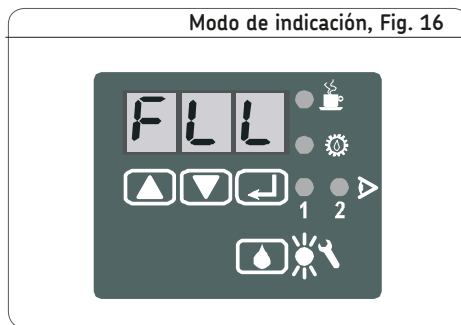 Modo de indicación, Fig. 16
FLL
1 2